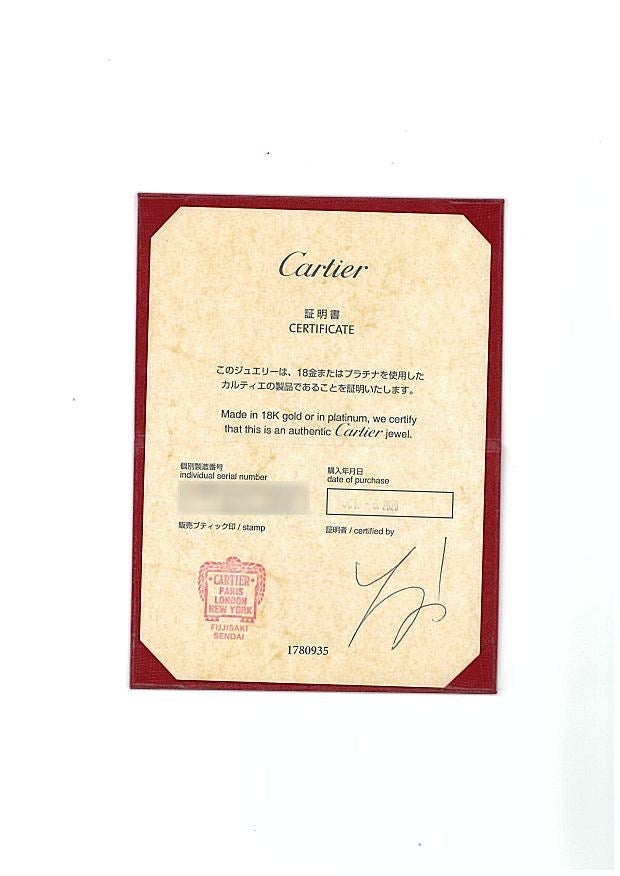 Cartier
証明書
CERTIFICATE
このジュエリーは、18金またはプラチナを使用した
カルティエの製品であることを証明いたします。
Made in 18K gold or in platinum, we certify
that this is an authentic Cartier jewel.
個別製造番号
individual serial number
購入年月日
date of purchase
2020
販売ブティック印 / stamp
証明者 / certified by
CARTIER
PARIS
LONDON
NEW YORK
FUJISAKI
SENDAI
1780935